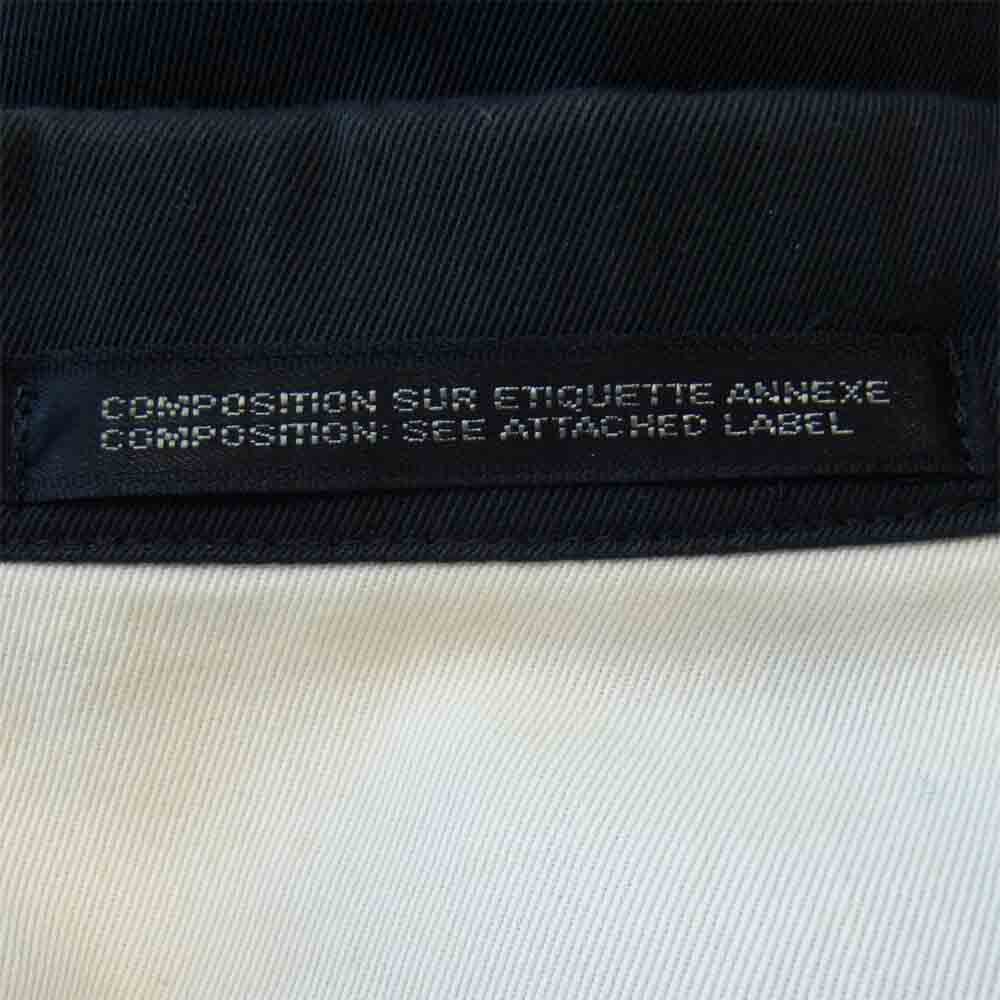 COMPOSITION SUR ETIQUETTE ANNEXE
COMPOSITION: SEE ATTACHED LABEL